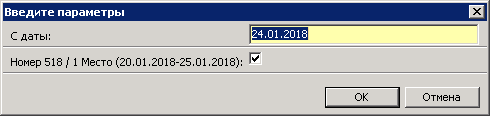 Введите параметры
С даты: 24.01.2018
Номер 518 / 1 Место (20.01.2018-25.01.2018):
OK Отмена